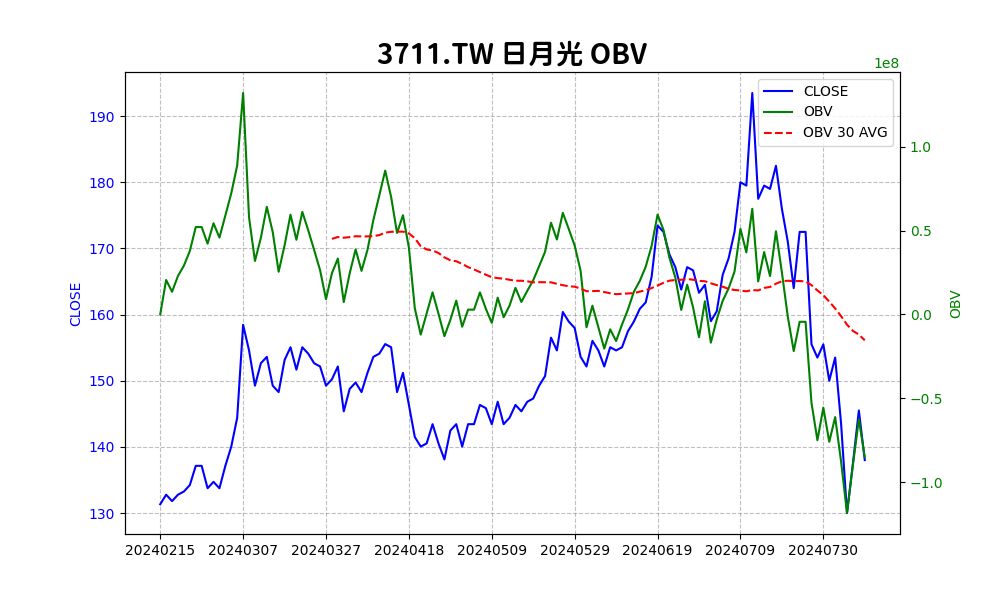 3711.TW 日月光 OBV
1e8
CLOSE
OBV
OBV 30 AVG
190
180
170
160
150
140
130
CLOSE
1.0
0.5
0.0
−0.5
−1.0
OBV
20240215 20240307 20240327 20240418 20240509 20240529 20240619 20240709 20240730